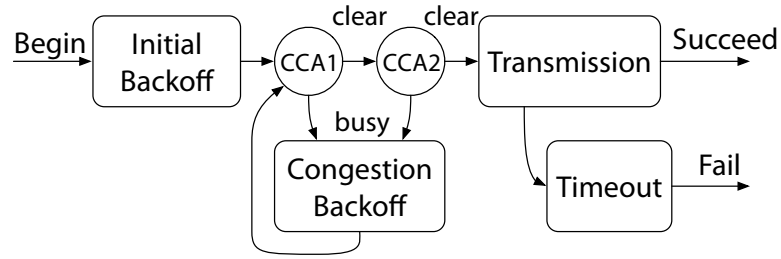 clear
clear
Begin
Initial
Backoff
CCA1
CCA2
Transmission
Succeed
busy
Congestion
Backoff
Timeout
Fail